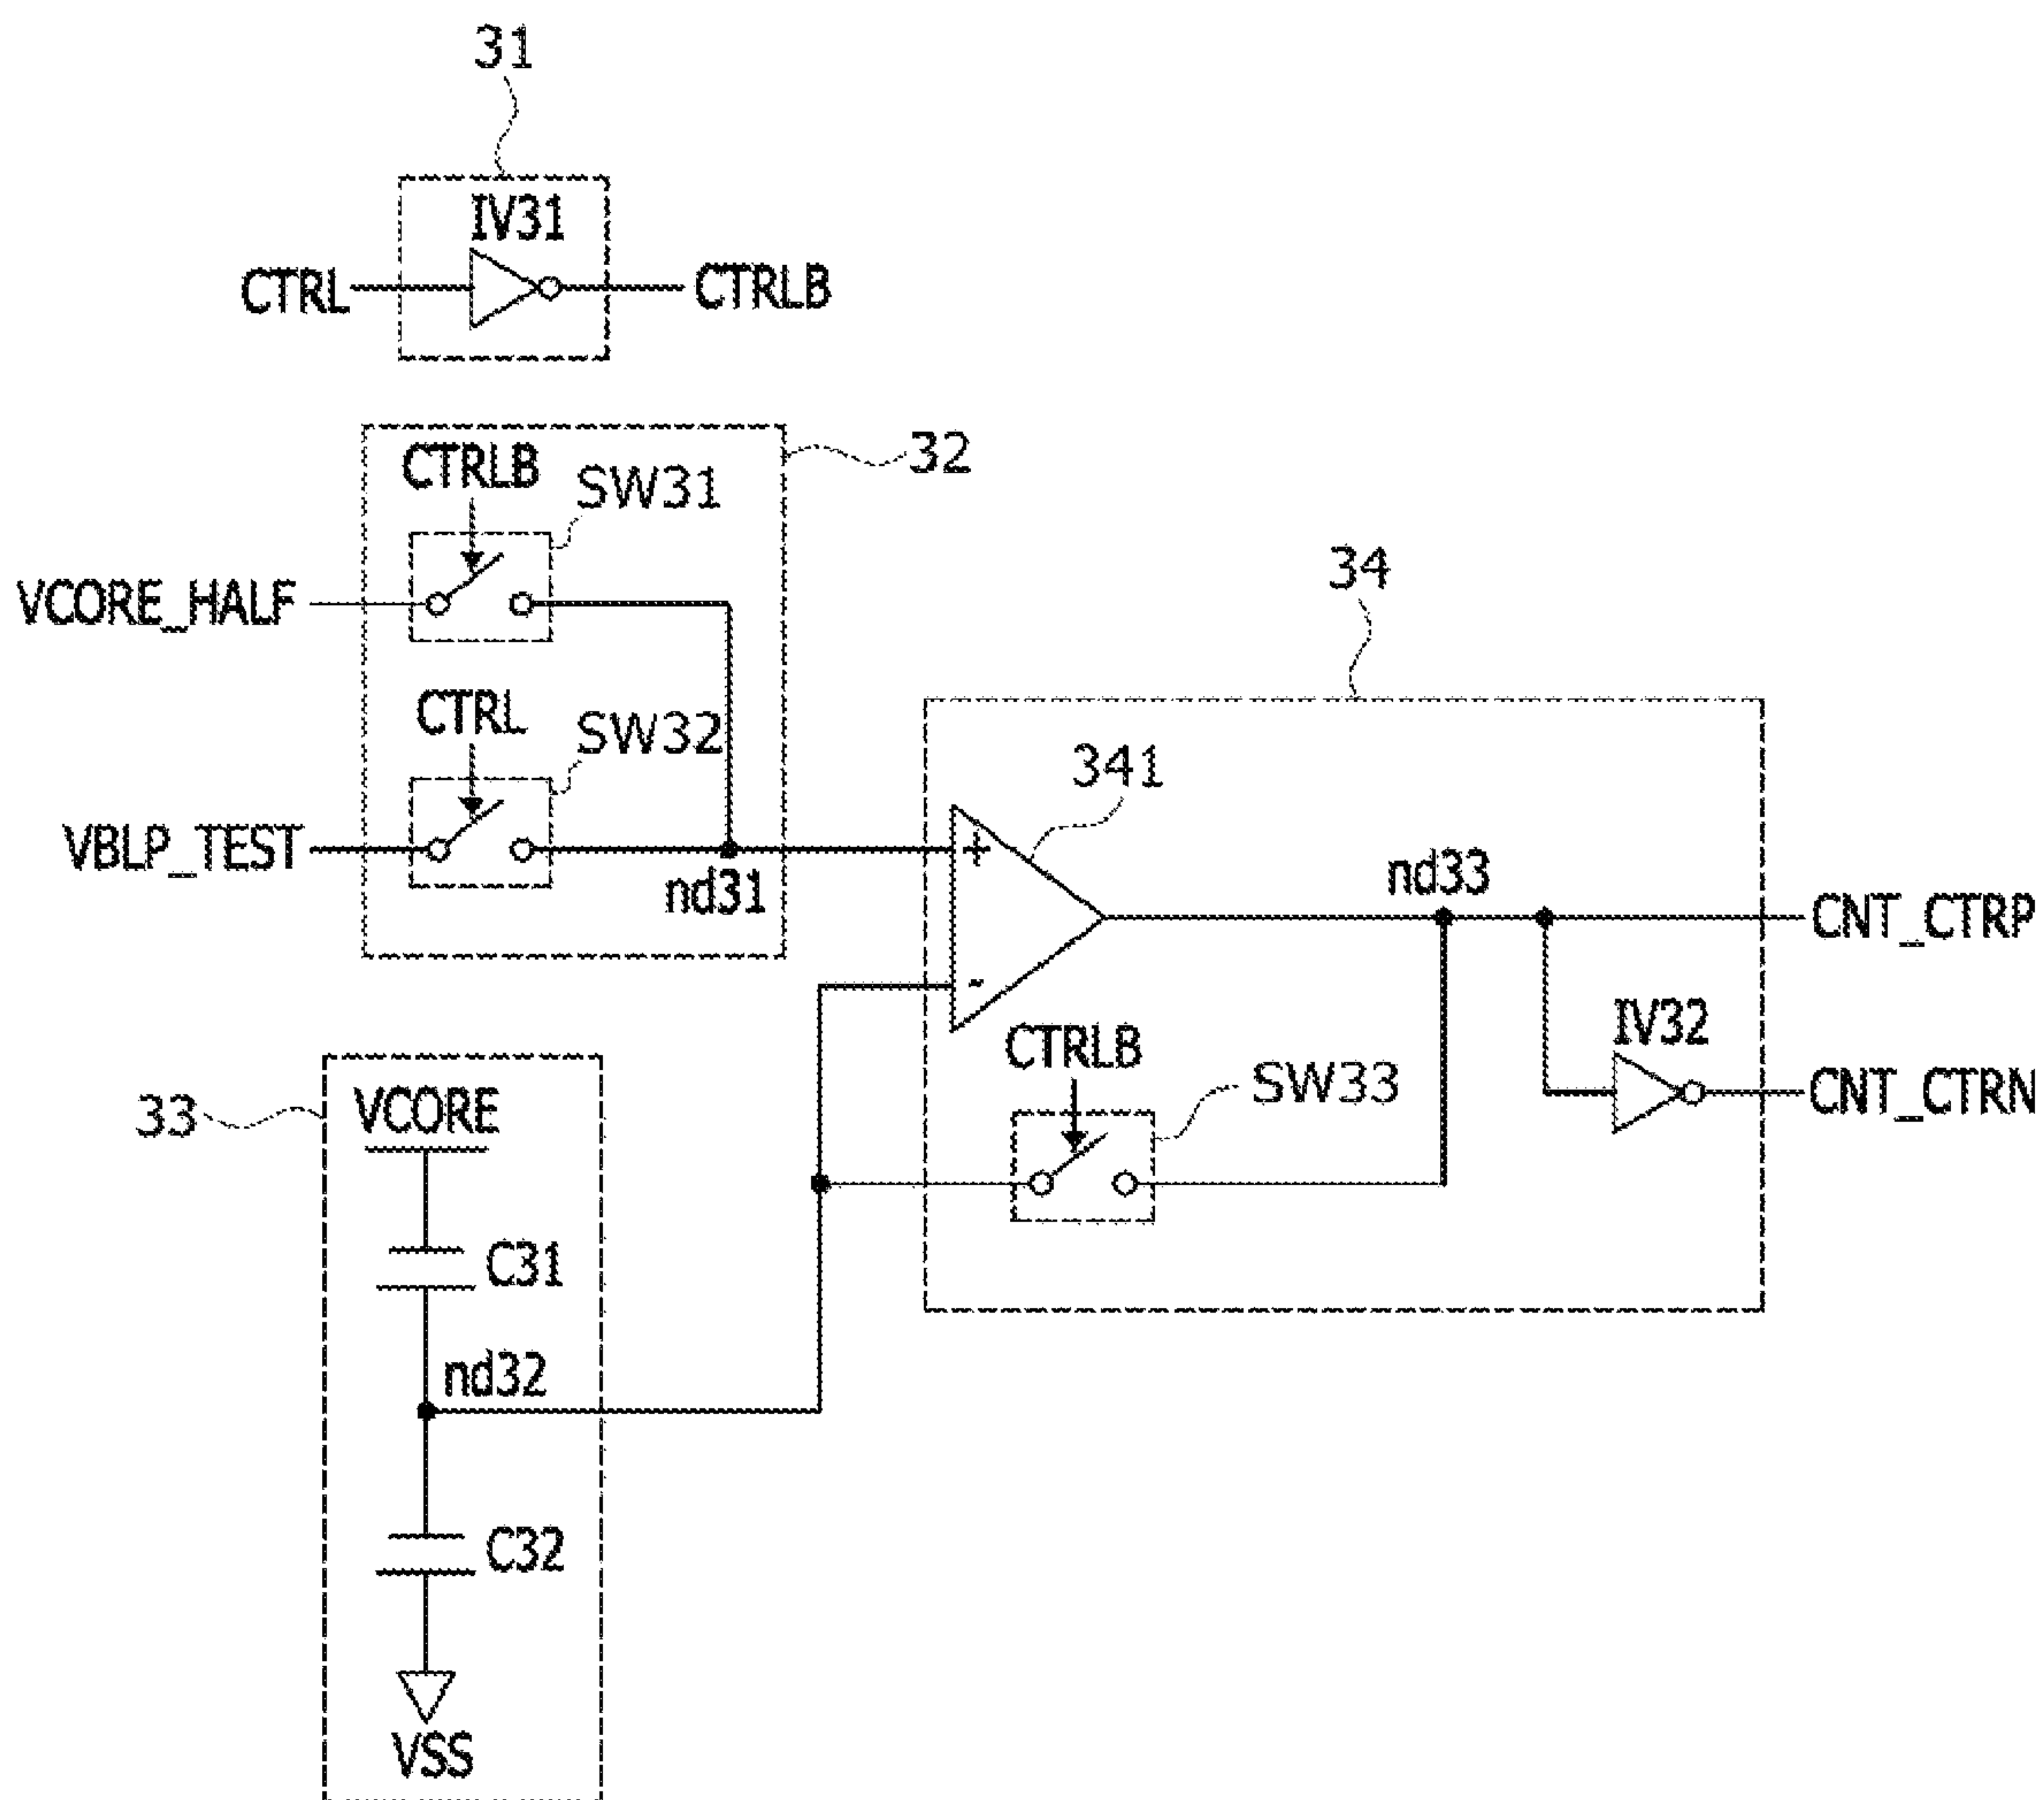 31
IV31
CTRL
CTRLB
32
CTRLB
SW31
VCORE_HALF
34
CTRL
SW32
341
VBLP_TEST
+
nd31
nd33
CNT_CTRP
-
IV32
CTRLB
SW33
CNT_CTRN
33
VCORE
C31
nd32
C32
VSS